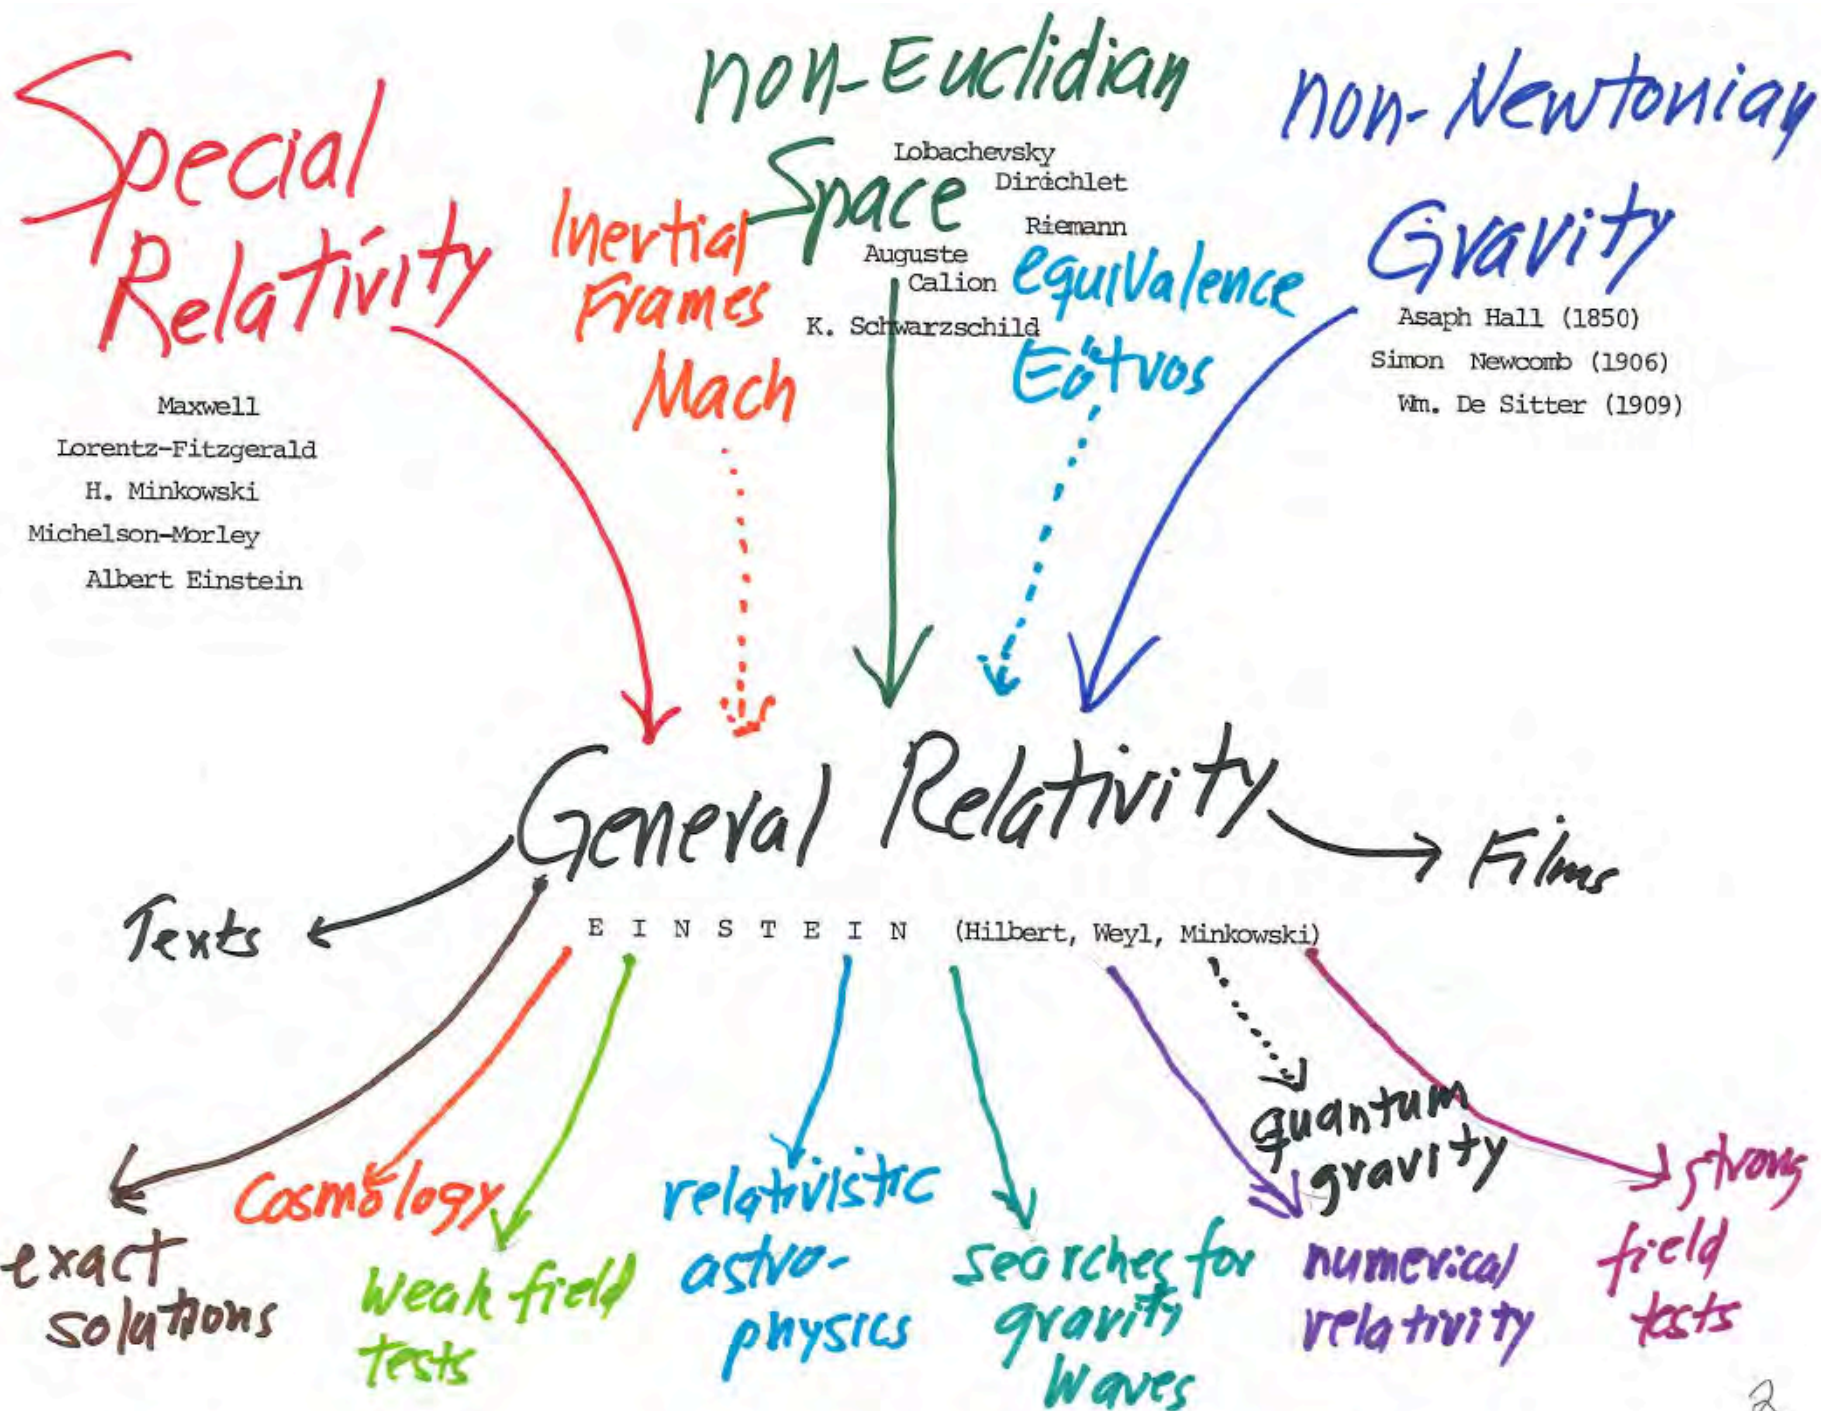 Special
Relativity
Maxwell
Lorentz-Fitzgerald
H. Minkowski
Michelson-Morley
Albert Einstein
Inertial
Frames
Mach
non-Euclidian
Space
Lobachevsky
Dirichlet
Riemann
Auguste
Calion
K. Schwarzschild
equivalence
Eötvos
non-Newtonian
Gravity
Asaph Hall (1850)
Simon Newcomb (1906)
Wm. De Sitter (1909)
General Relativity
Texts
Films
E I N S T E I N (Hilbert, Weyl, Minkowski)
exact
solutions
Cosmology
Weak field
tests
relativistic
astro-
physics
searches for
gravity
waves
numerical
relativity
quantum
gravity
strong
field
tests
2